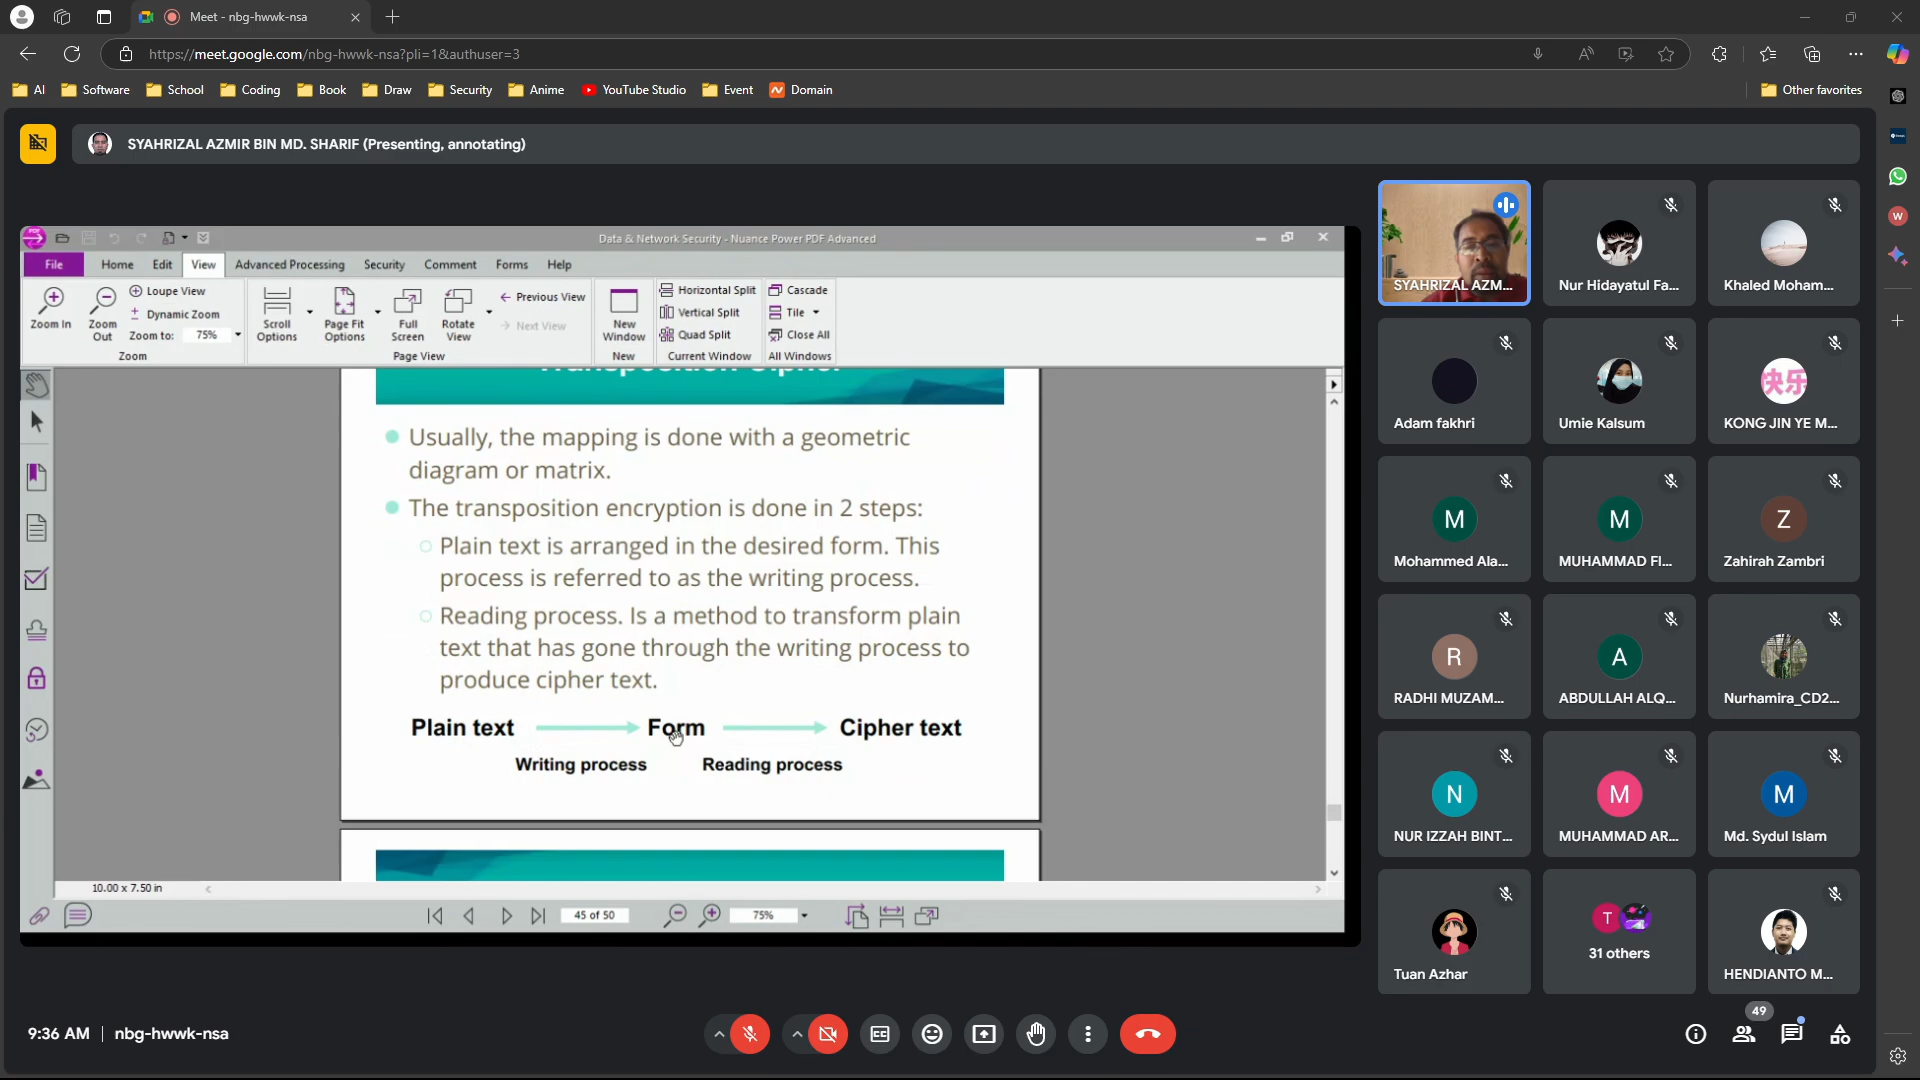 Meet - nbg-hwwk-nsa
https://meet.google.com/nbg-hwwk-nsa?pli=1&authuser=3
AI Software School Coding Book Draw Security Anime YouTube Studio Event Domain Other favorites
SYAHRIZAL AZMIR BIN MD. SHARIF (Presenting, annotating)
Data & Network Security - Nuance Power PDF Advanced
File Home Edit View Advanced Processing Security Comment Forms Help
Zoom In
Zoom Out
Loupe View
Dynamic Zoom
Zoom to: 75%
Zoom
Scroll Options
Page Fit Options
Full Screen
Rotate View
Previous View
Next View
Page View
New Window
New
Horizontal Split
Vertical Split
Quad Split
Current Window
Cascade
Tile
Close All
All Windows
Transposition Cipher
Usually, the mapping is done with a geometric
diagram or matrix.
The transposition encryption is done in 2 steps:
Plain text is arranged in the desired form. This
process is referred to as the writing process.
Reading process. Is a method to transform plain
text that has gone through the writing process to
produce cipher text.
Plain text Form Cipher text
Writing process Reading process
10.00 x 7.50 in
45 of 50
75%
SYAHRIZAL AZM...
Nur Hidayatul Fa...
Khaled Moham...
Adam fakhri
Umie Kalsum
快乐
KONG JIN YE M...
M
Mohammed Ala...
M
MUHAMMAD FI...
Z
Zahirah Zambri
R
RADHI MUZAM...
A
ABDULLAH ALQ...
Nurhamira_CD2...
N
NUR IZZAH BINT...
M
MUHAMMAD AR...
M
Md. Sydul Islam
Tuan Azhar
T
31 others
HENDIANTO M...
9:36 AM | nbg-hwwk-nsa
49